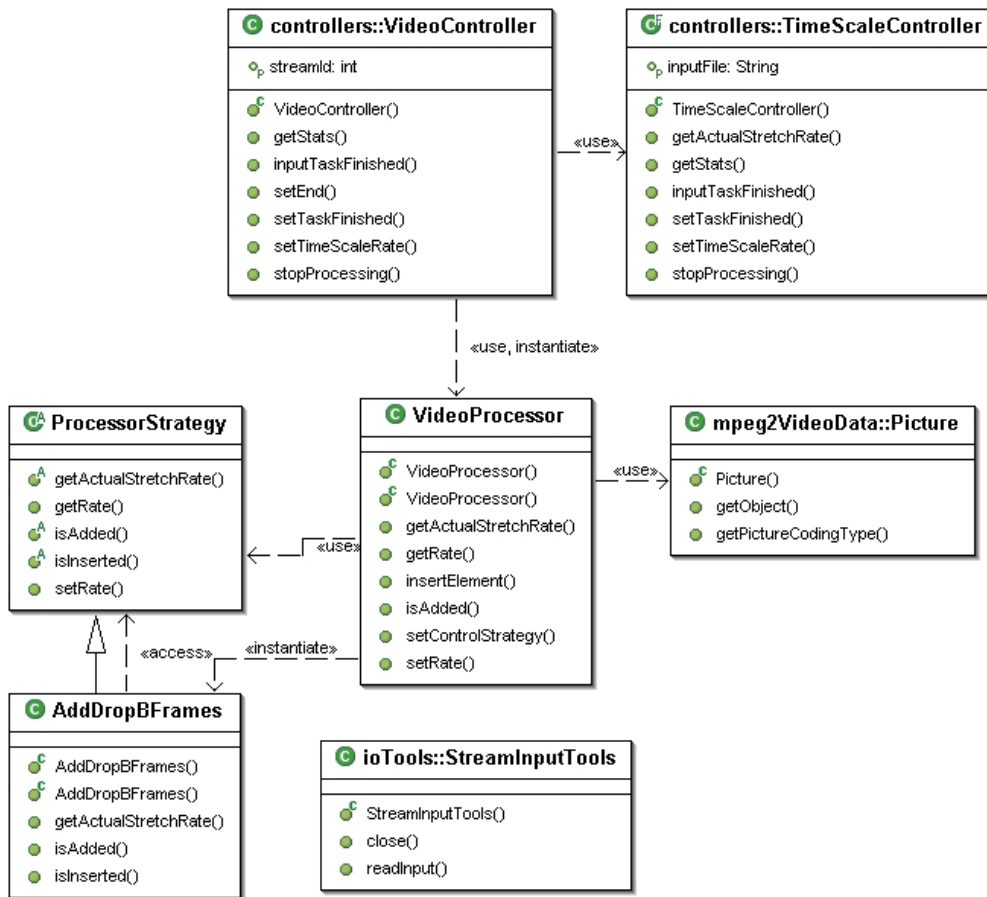 C controllers::VideoController
P streamId: int
C VideoController()
getStats()
inputTaskFinished()
setEnd()
setTaskFinished()
setTimeScaleRate()
stopProcessing()
«use»
C F controllers::TimeScaleController
P inputFile: String
C TimeScaleController()
getActualStretchRate()
getStats()
inputTaskFinished()
setTaskFinished()
setTimeScaleRate()
stopProcessing()
«use, instantiate»
C A ProcessorStrategy
A getActualStretchRate()
getRate()
A isAdded()
A isInserted()
setRate()
«use»
C VideoProcessor
C VideoProcessor()
C VideoProcessor()
getActualStretchRate()
getRate()
insertElement()
isAdded()
setControlStrategy()
setRate()
«use»
C mpeg2VideoData::Picture
C Picture()
getObject()
getPictureCodingType()
«access»
«instantiate»
C AddDropBFrames
C AddDropBFrames()
C AddDropBFrames()
getActualStretchRate()
isAdded()
isInserted()
C ioTools::StreamInputTools
C StreamInputTools()
close()
readInput()